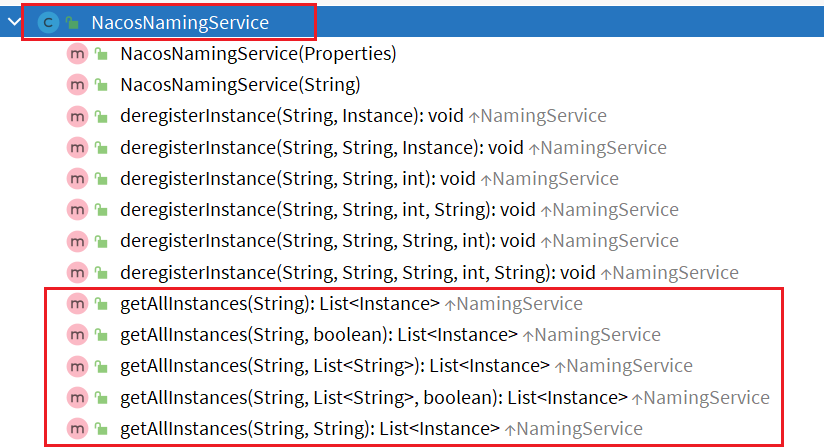 NacosNamingService
NacosNamingService(Properties)
NacosNamingService(String)
deregisterInstance(String, Instance): void ↑NamingService
deregisterInstance(String, String, Instance): void ↑NamingService
deregisterInstance(String, String, int): void ↑NamingService
deregisterInstance(String, String, int, String): void ↑NamingService
deregisterInstance(String, String, String, int): void ↑NamingService
deregisterInstance(String, String, String, int, String): void ↑NamingService
getAllInstances(String): List<Instance> ↑NamingService
getAllInstances(String, boolean): List<Instance> ↑NamingService
getAllInstances(String, List<String>): List<Instance> ↑NamingService
getAllInstances(String, List<String>, boolean): List<Instance> ↑NamingService
getAllInstances(String, String): List<Instance> ↑NamingService